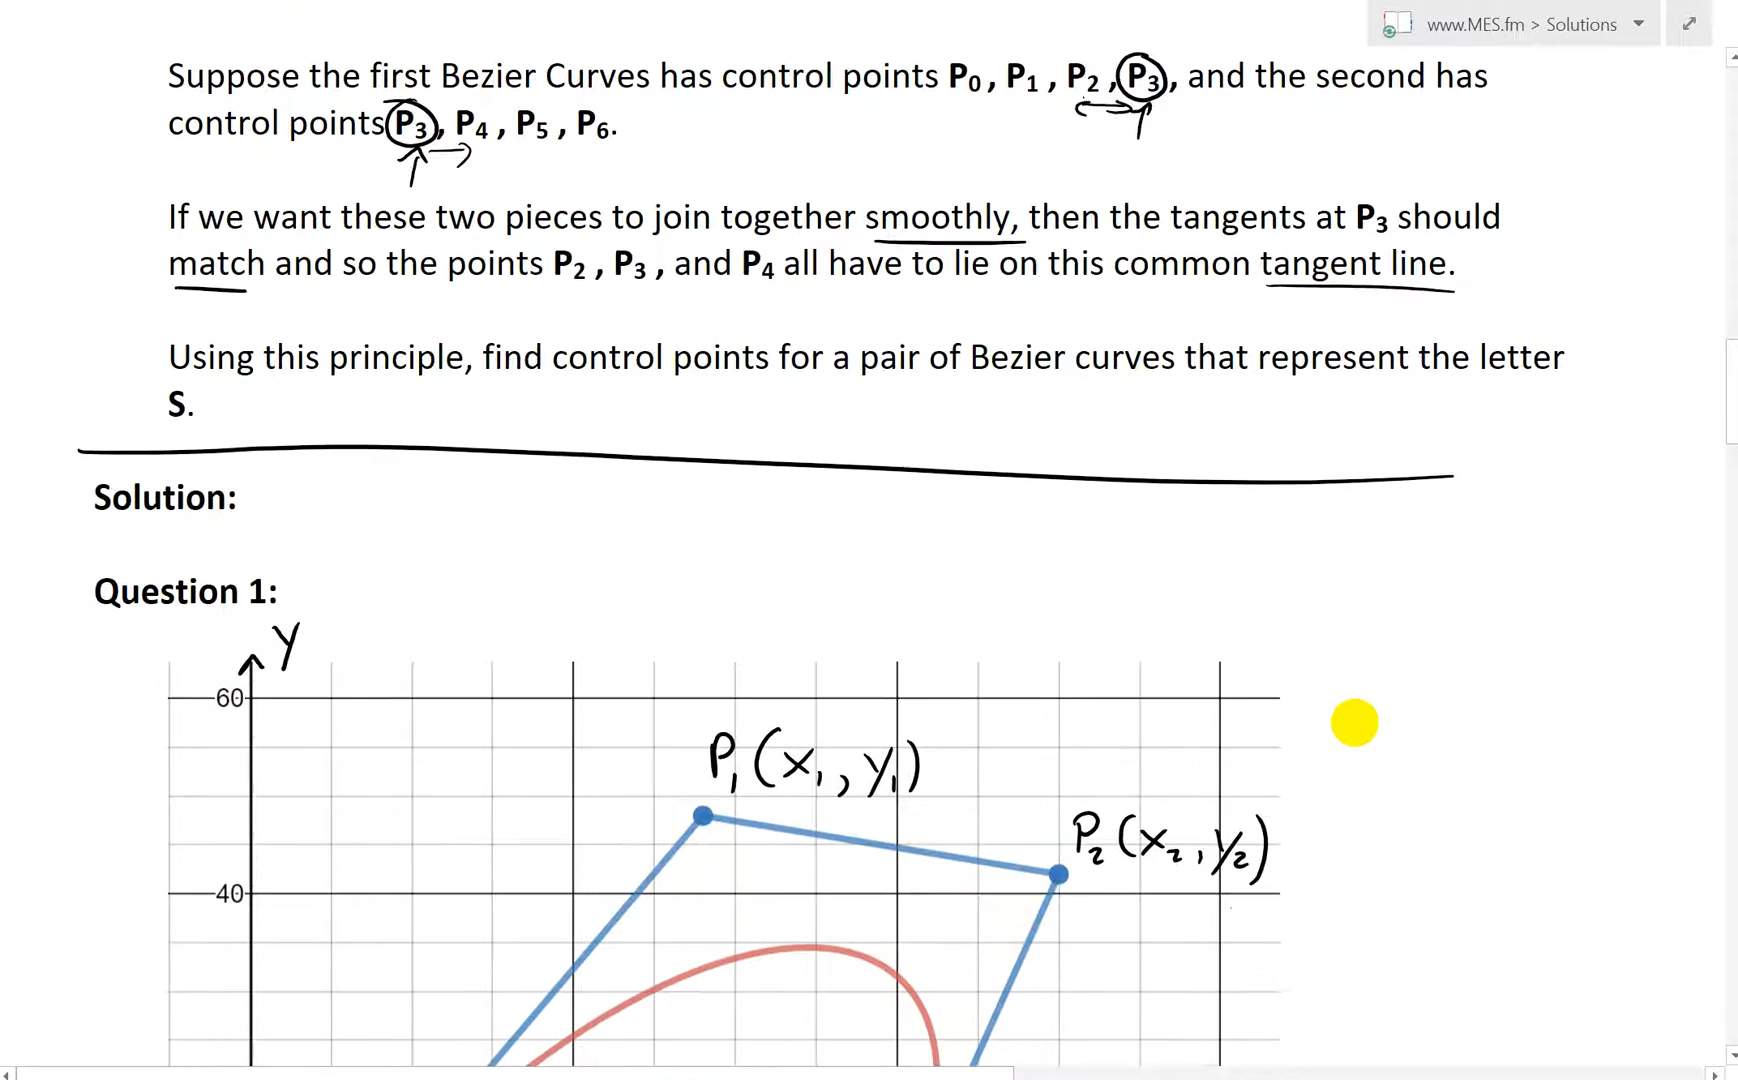 www.MES.fm > Solutions
Suppose the first Bezier Curves has control points P₀ , P₁ , P₂ , P₃ , and the second has
control points P₃ , P₄ , P₅ , P₆.
If we want these two pieces to join together smoothly, then the tangents at P₃ should
match and so the points P₂ , P₃ , and P₄ all have to lie on this common tangent line.
Using this principle, find control points for a pair of Bezier curves that represent the letter
S.
Solution:
Question 1:
Y
60
P₁ (x₁ , y₁)
P₂ (x₂ , y₂)
40